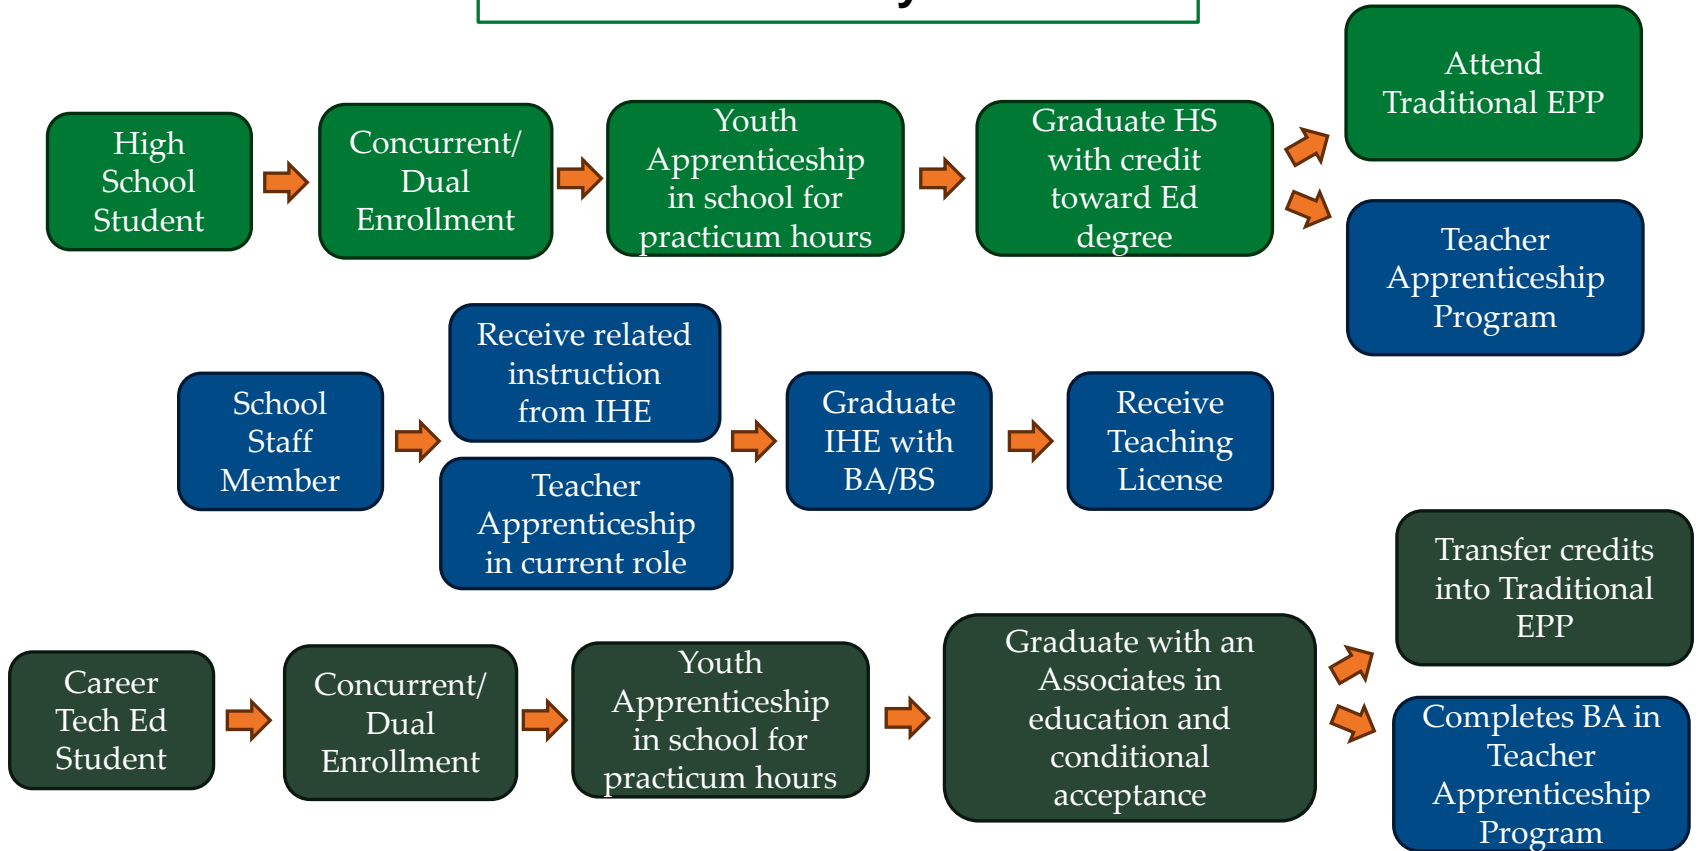 High
School
Student
Concurrent/
Dual
Enrollment
Youth
Apprenticeship
in school for
practicum hours
Graduate HS
with credit
toward Ed
degree
Attend
Traditional EPP
Teacher
Apprenticeship
Program
School
Staff
Member
Receive related
instruction
from IHE
Teacher
Apprenticeship
in current role
Graduate
IHE with
BA/BS
Receive
Teaching
License
Career
Tech Ed
Student
Concurrent/
Dual
Enrollment
Youth
Apprenticeship
in school for
practicum hours
Graduate with an
Associates in
education and
conditional
acceptance
Transfer credits
into Traditional
EPP
Completes BA in
Teacher
Apprenticeship
Program